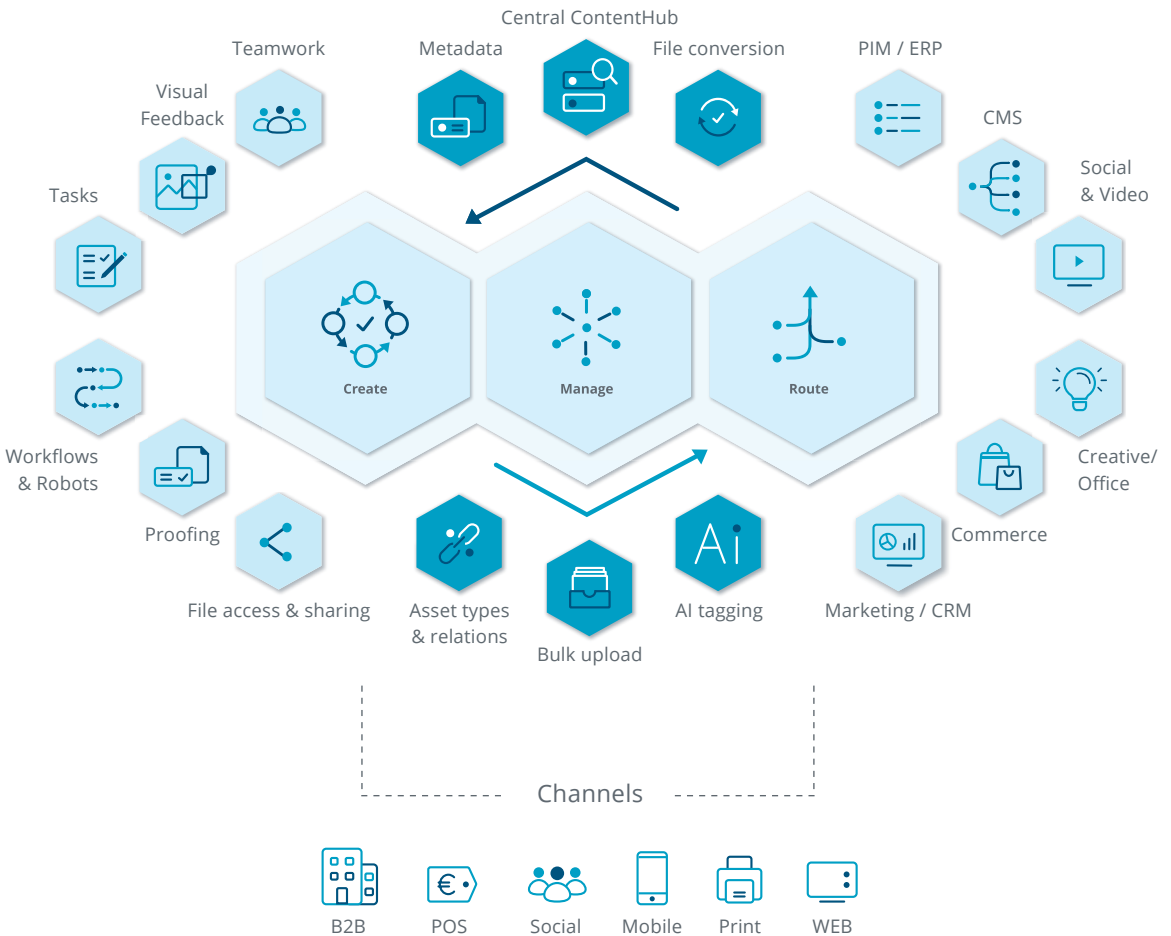 Central ContentHub
Teamwork
Metadata
File conversion
PIM / ERP
Visual
Feedback
CMS
Tasks
Social
& Video
Create
Manage
Route
Workflows
& Robots
Creative/
Office
Proofing
Commerce
File access & sharing
Asset types
& relations
Ai
AI tagging
Marketing / CRM
Bulk upload
Channels
€
B2B
POS
Social
Mobile
Print
WEB